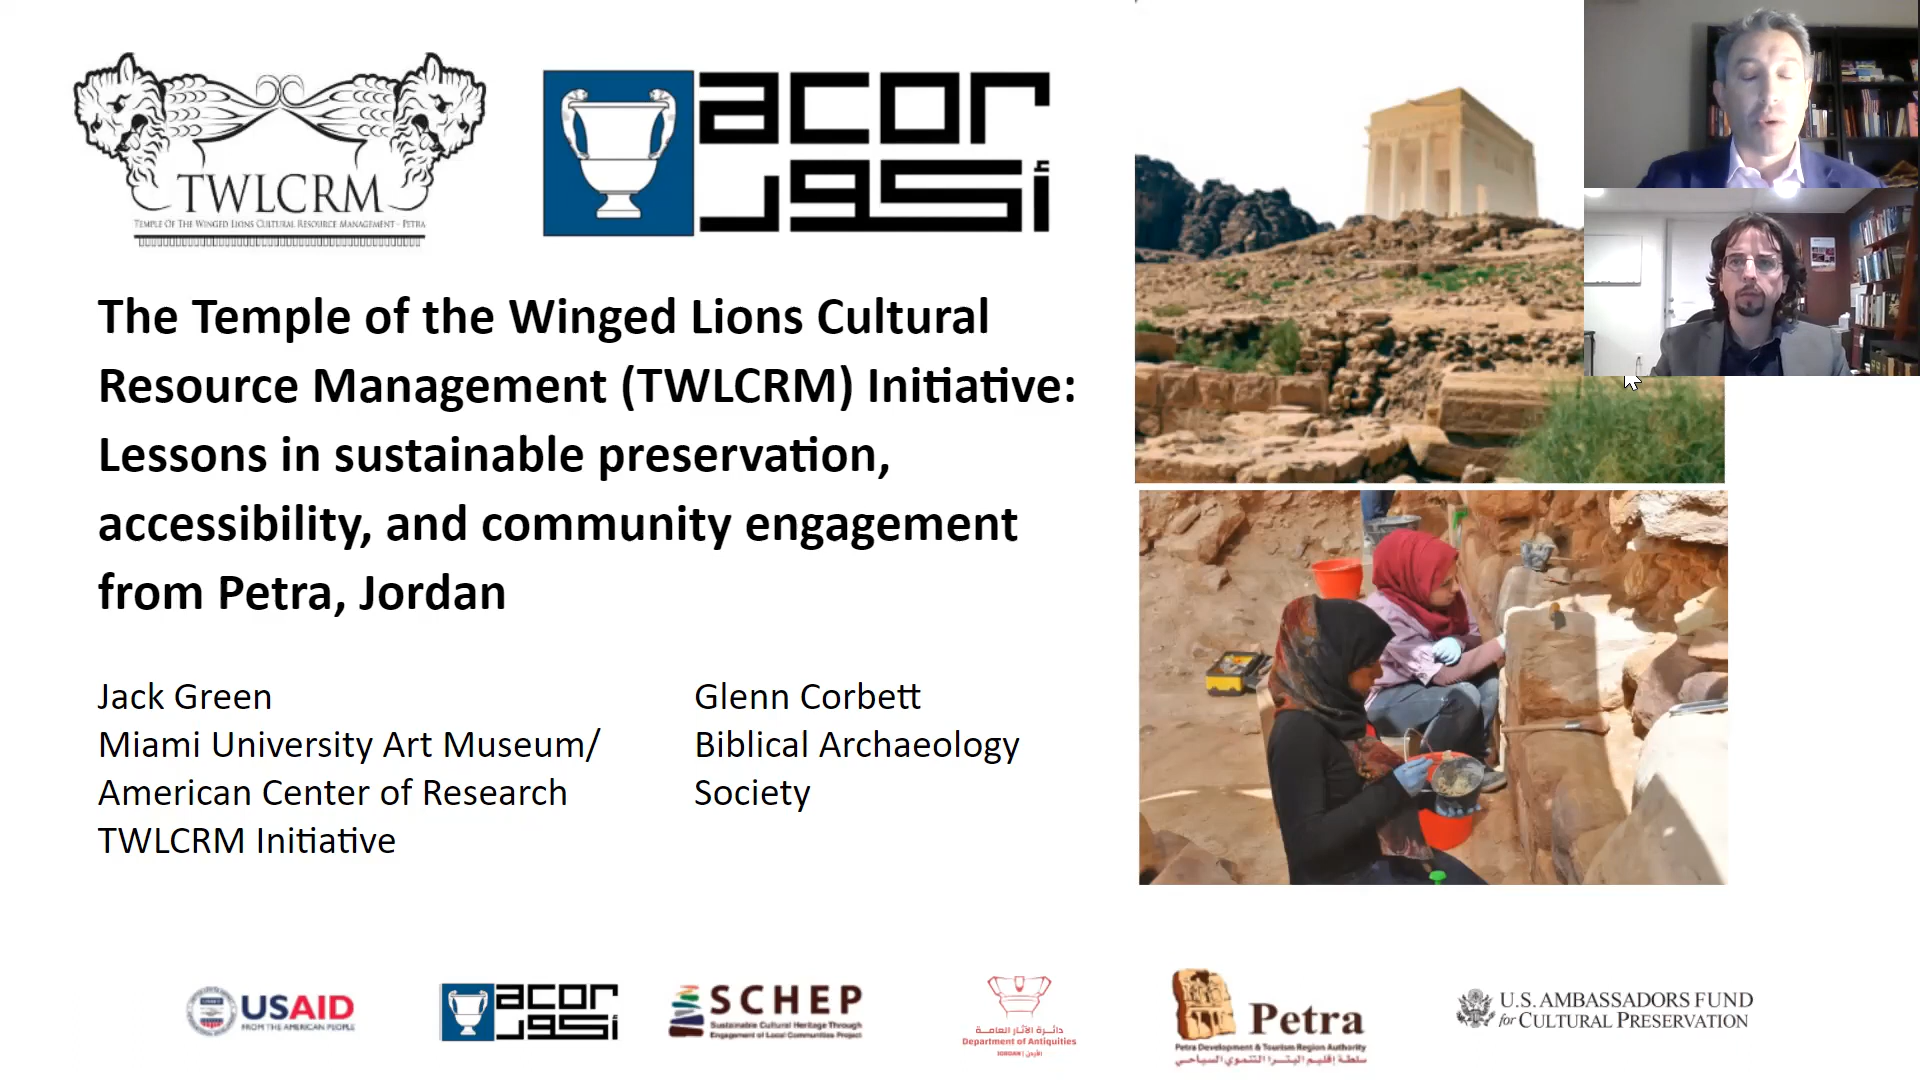 TWLCRM
TEMPLE OF THE WINGED LIONS CULTURAL RESOURCE MANAGEMENT - PETRA
acor
أكور
The Temple of the Winged Lions Cultural
Resource Management (TWLCRM) Initiative:
Lessons in sustainable preservation,
accessibility, and community engagement
from Petra, Jordan
Jack Green
Miami University Art Museum/
American Center of Research
TWLCRM Initiative
Glenn Corbett
Biblical Archaeology
Society
USAID
FROM THE AMERICAN PEOPLE
acor
أكور
SCHEP
Sustainable Cultural Heritage Through
Engagement of Local Communities Project
دائـرة الآثار العامـة
Department of Antiquities
JORDAN | الأردن
Petra
Petra Development & Tourism Region Authority
سلطة إقليم البترا التنموي السياحي
U.S. AMBASSADORS FUND
for CULTURAL PRESERVATION